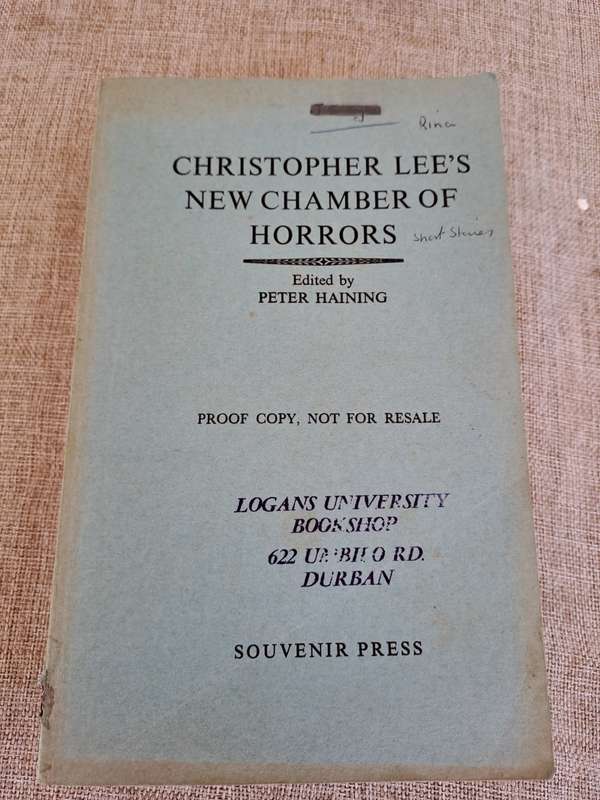 Rina
CHRISTOPHER LEE'S
NEW CHAMBER OF
HORRORS
Short Stories
Edited by
PETER HAINING
PROOF COPY, NOT FOR RESALE
LOGANS UNIVERSITY
BOOKSHOP
622 UMBILO RD.
DURBAN
SOUVENIR PRESS